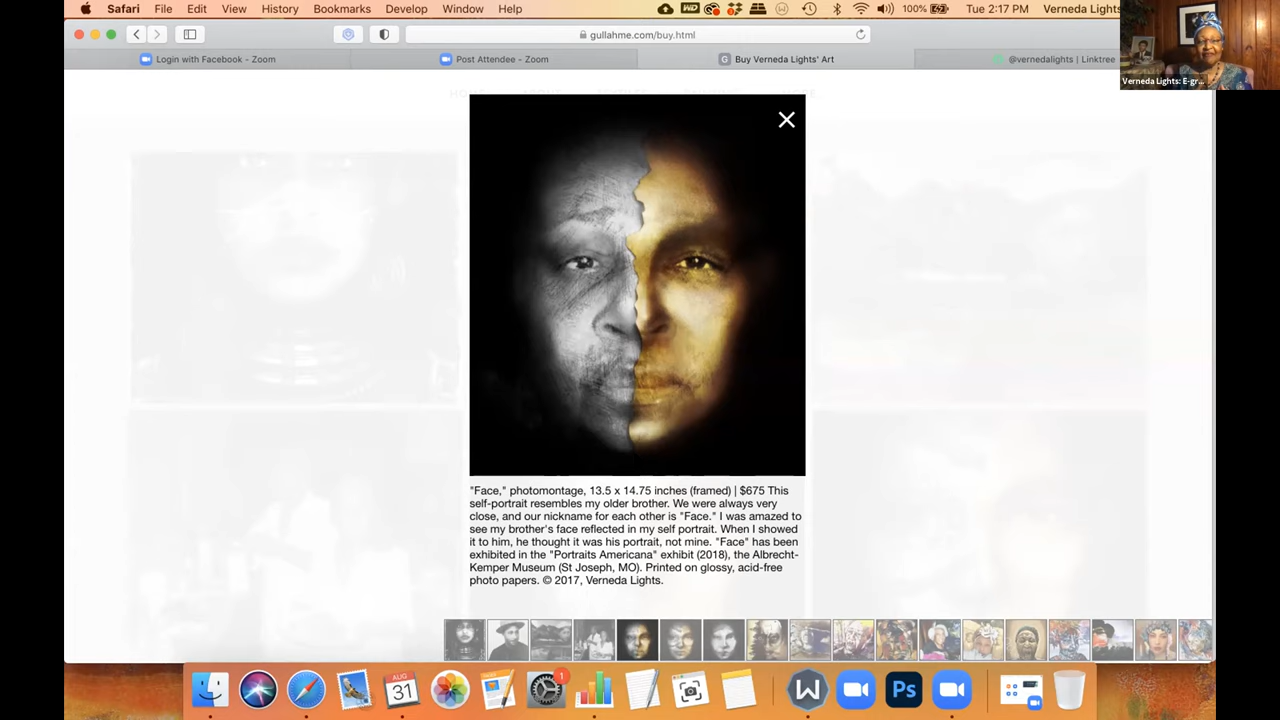 Safari File Edit View History Bookmarks Develop Window Help 100% Tue 2:17 PM Verneda Lights
Verneda Lights: E-gr...
gullahme.com/buy.html
Login with Facebook - Zoom Post Attendee - Zoom G Buy Verneda Lights' Art @vernedalights | Linktree
"Face," photomontage, 13.5 x 14.75 inches (framed) | $675 This
self-portrait resembles my older brother. We were always very
close, and our nickname for each other is "Face." I was amazed to
see my brother's face reflected in my self portrait. When I showed
it to him, he thought it was his portrait, not mine. "Face" has been
exhibited in the "Portraits Americana" exhibit (2018), the Albrecht-
Kemper Museum (St Joseph, MO). Printed on glossy, acid-free
photo papers. © 2017, Verneda Lights.
AUG
31
1
W
Ps